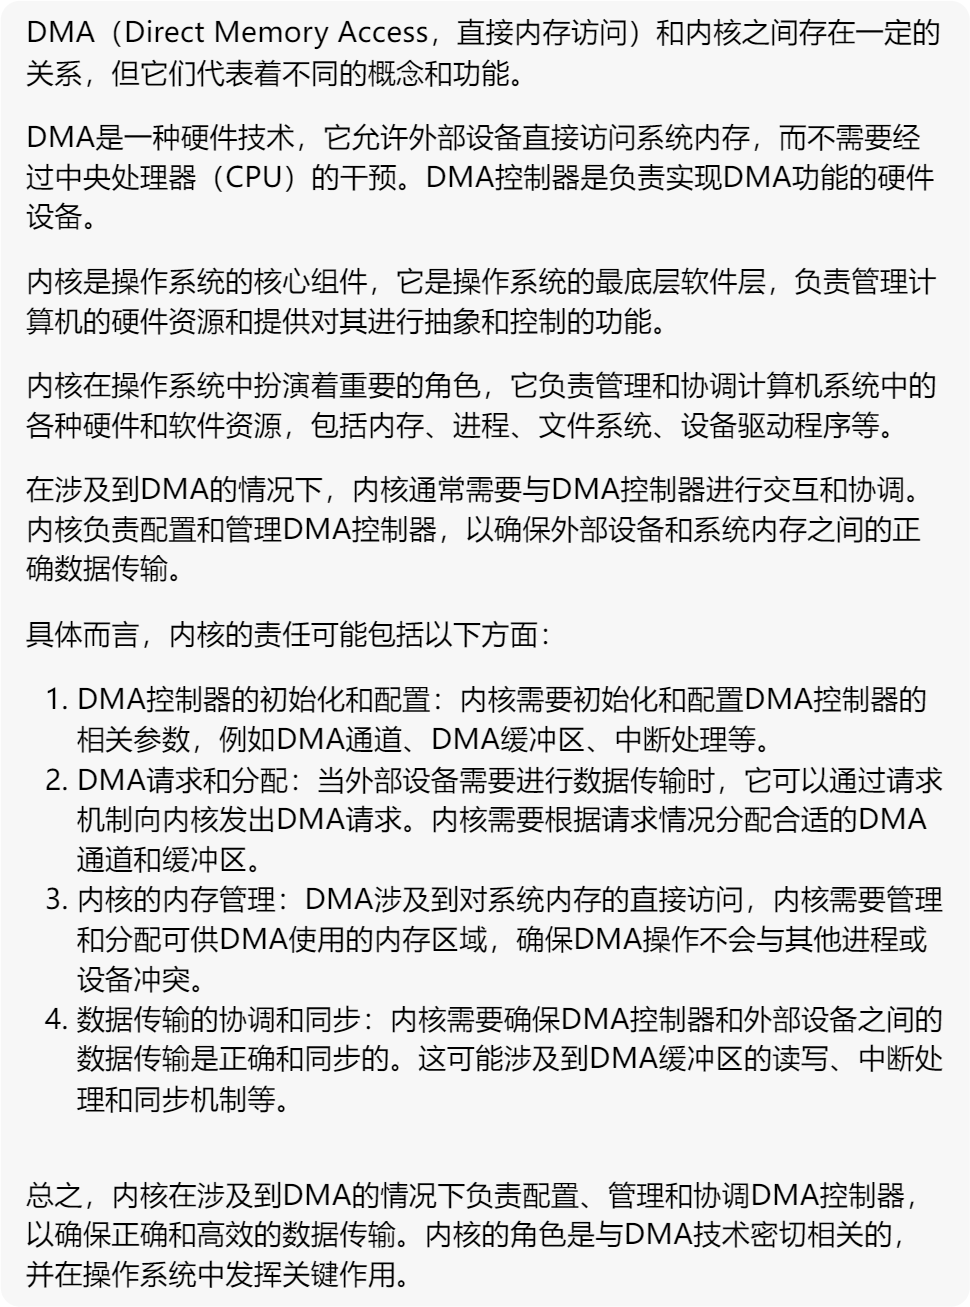 DMA（Direct Memory Access，直接内存访问）和内核之间存在一定的
关系，但它们代表着不同的概念和功能。
DMA是一种硬件技术，它允许外部设备直接访问系统内存，而不需要经
过中央处理器（CPU）的干预。DMA控制器是负责实现DMA功能的硬件
设备。
内核是操作系统的核心组件，它是操作系统的最底层软件层，负责管理计
算机的硬件资源和提供对其进行抽象和控制的功能。
内核在操作系统中扮演着重要的角色，它负责管理和协调计算机系统中的
各种硬件和软件资源，包括内存、进程、文件系统、设备驱动程序等。
在涉及到DMA的情况下，内核通常需要与DMA控制器进行交互和协调。
内核负责配置和管理DMA控制器，以确保外部设备和系统内存之间的正
确数据传输。
具体而言，内核的责任可能包括以下方面：
1. DMA控制器的初始化和配置：内核需要初始化和配置DMA控制器的
相关参数，例如DMA通道、DMA缓冲区、中断处理等。
2. DMA请求和分配：当外部设备需要进行数据传输时，它可以通过请求
机制向内核发出DMA请求。内核需要根据请求情况分配合适的DMA
通道和缓冲区。
3. 内核的内存管理：DMA涉及到对系统内存的直接访问，内核需要管理
和分配可供DMA使用的内存区域，确保DMA操作不会与其他进程或
设备冲突。
4. 数据传输的协调和同步：内核需要确保DMA控制器和外部设备之间的
数据传输是正确和同步的。这可能涉及到DMA缓冲区的读写、中断处
理和同步机制等。
总之，内核在涉及到DMA的情况下负责配置、管理和协调DMA控制器，
以确保正确和高效的数据传输。内核的角色是与DMA技术密切相关的，
并在操作系统中发挥关键作用。